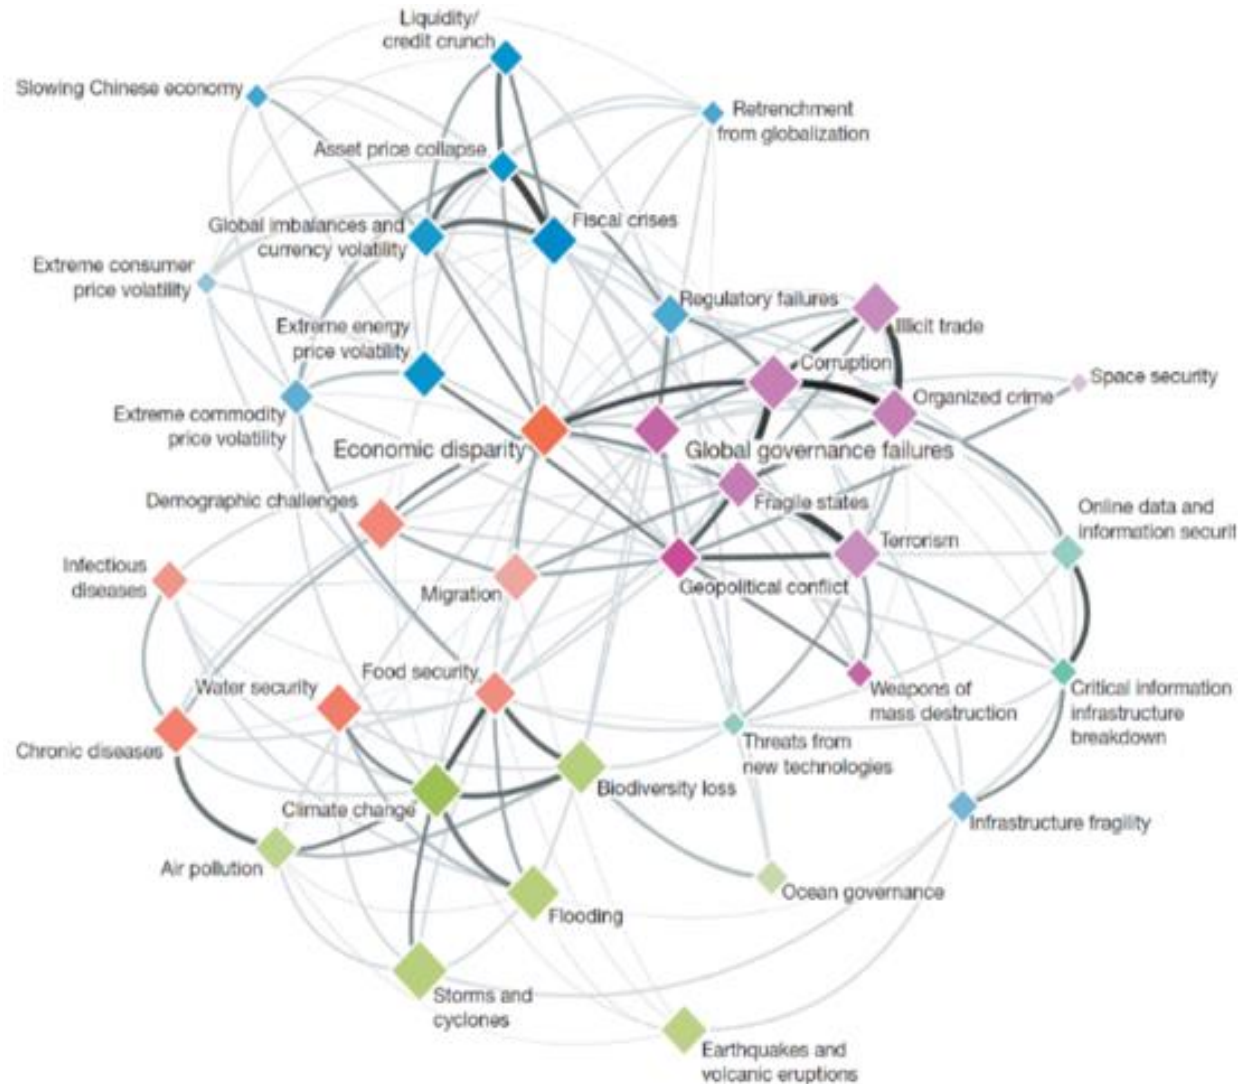 Liquidity/
credit crunch
Slowing Chinese economy
Retrenchment
from globalization
Asset price collapse
Global imbalances and
currency volatility
Fiscal crises
Extreme consumer
price volatility
Regulatory failures
Illicit trade
Extreme energy
price volatility
Corruption
Space security
Extreme commodity
price volatility
Organized crime
Economic disparity
Global governance failures
Demographic challenges
Fragile states
Online data and
information securit
Terrorism
Infectious
diseases
Migration
Geopolitical conflict
Food security
Water security
Weapons of
mass destruction
Critical information
infrastructure
breakdown
Chronic diseases
Threats from
new technologies
Biodiversity loss
Climate change
Infrastructure fragility
Air pollution
Ocean governance
Flooding
Storms and
cyclones
Earthquakes and
volcanic eruptions